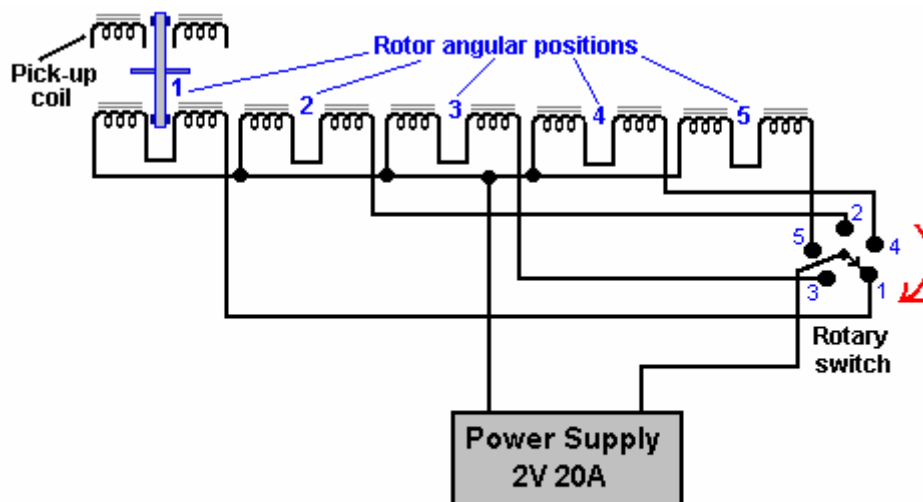 Rotor angular positions
Pick-up
coil
1
2
3
4
5
2
5
4
3
1
Rotary
switch
Power Supply
2V 20A